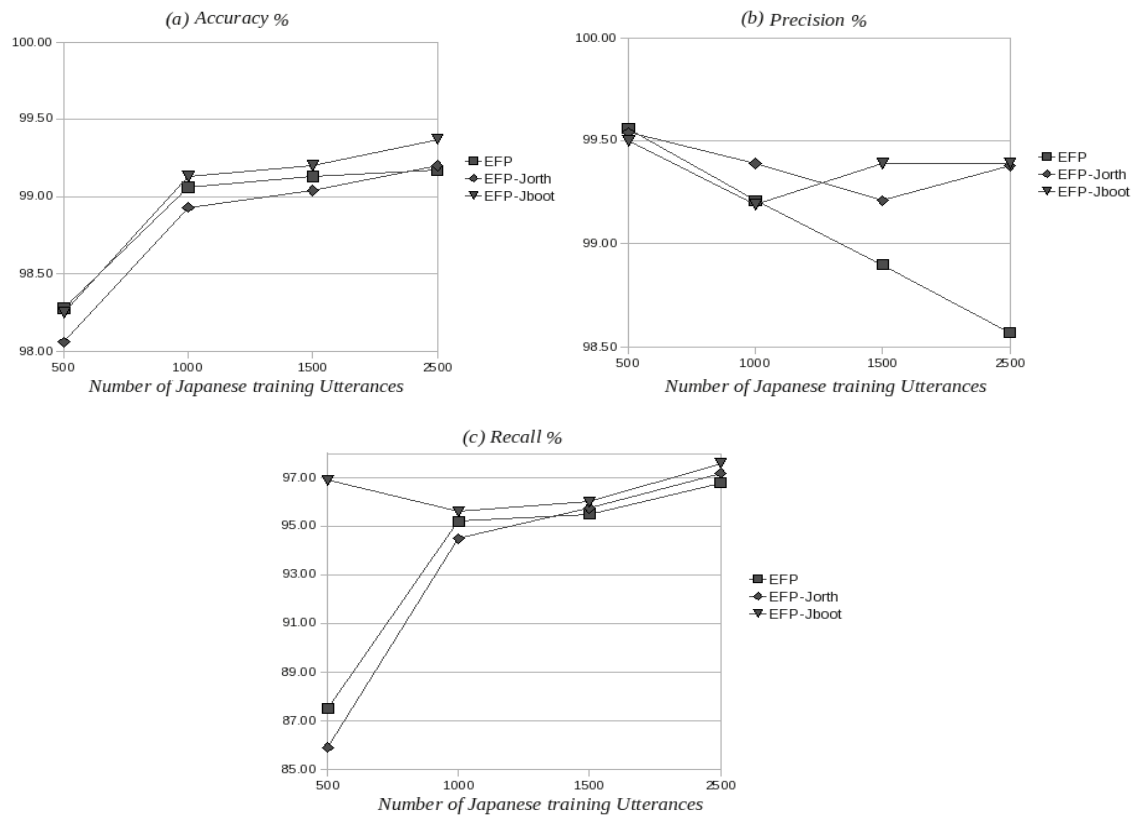 (a) Accuracy %
100.00
99.50
99.00
98.50
98.00
500 1000 1500 2500
Number of Japanese training Utterances
EFP
EFP-Jorth
EFP-Jboot
(b) Precision %
100.00
99.50
99.00
98.50
500 1000 1500 2500
Number of Japanese training Utterances
EFP
EFP-Jorth
EFP-Jboot
(c) Recall %
97.00
95.00
93.00
91.00
89.00
87.00
85.00
500 1000 1500 2500
Number of Japanese training Utterances
EFP
EFP-Jorth
EFP-Jboot